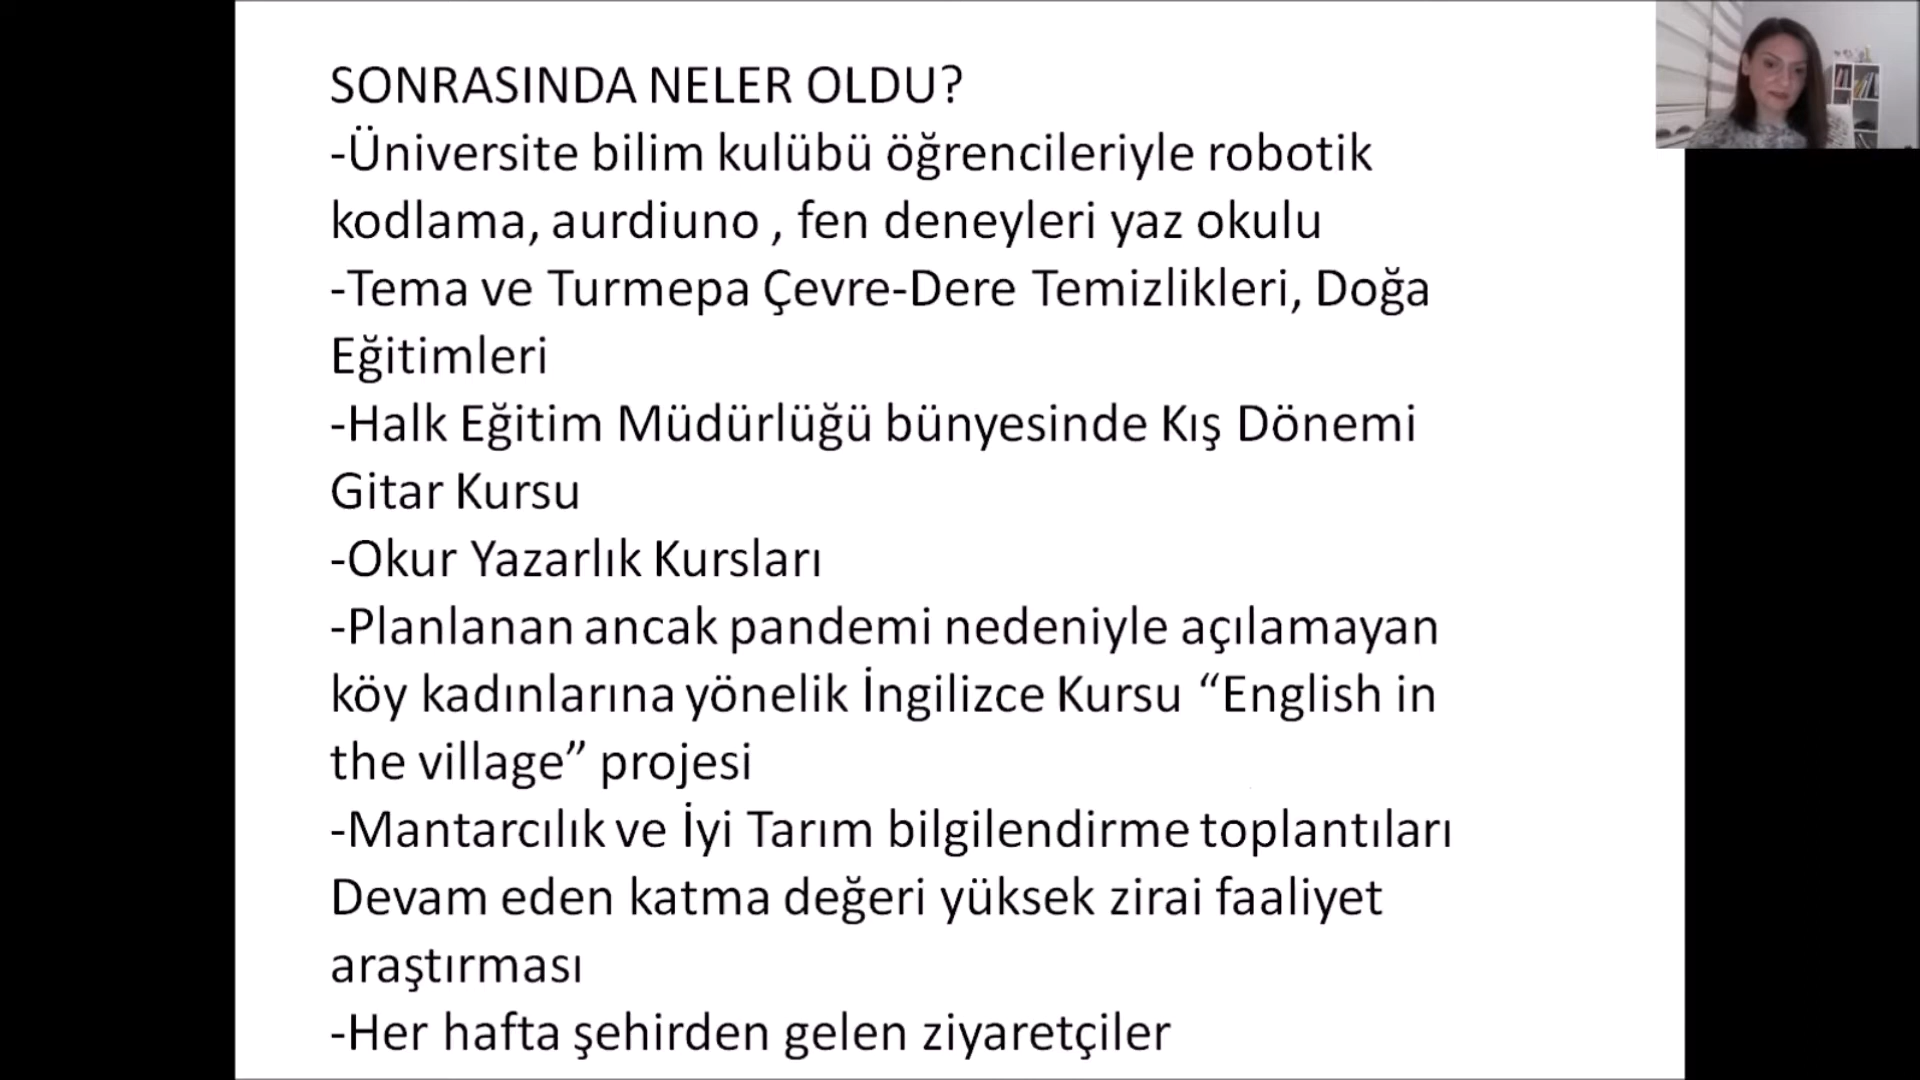 SONRASINDA NELER OLDU?
-Üniversite bilim kulübü öğrencileriyle robotik
kodlama, aurdiuno , fen deneyleri yaz okulu
-Tema ve Turmepa Çevre-Dere Temizlikleri, Doğa
Eğitimleri
-Halk Eğitim Müdürlüğü bünyesinde Kış Dönemi
Gitar Kursu
-Okur Yazarlık Kursları
-Planlanan ancak pandemi nedeniyle açılamayan
köy kadınlarına yönelik İngilizce Kursu “English in
the village” projesi
-Mantarcılık ve İyi Tarım bilgilendirme toplantıları
Devam eden katma değeri yüksek zirai faaliyet
araştırması
-Her hafta şehirden gelen ziyaretçiler